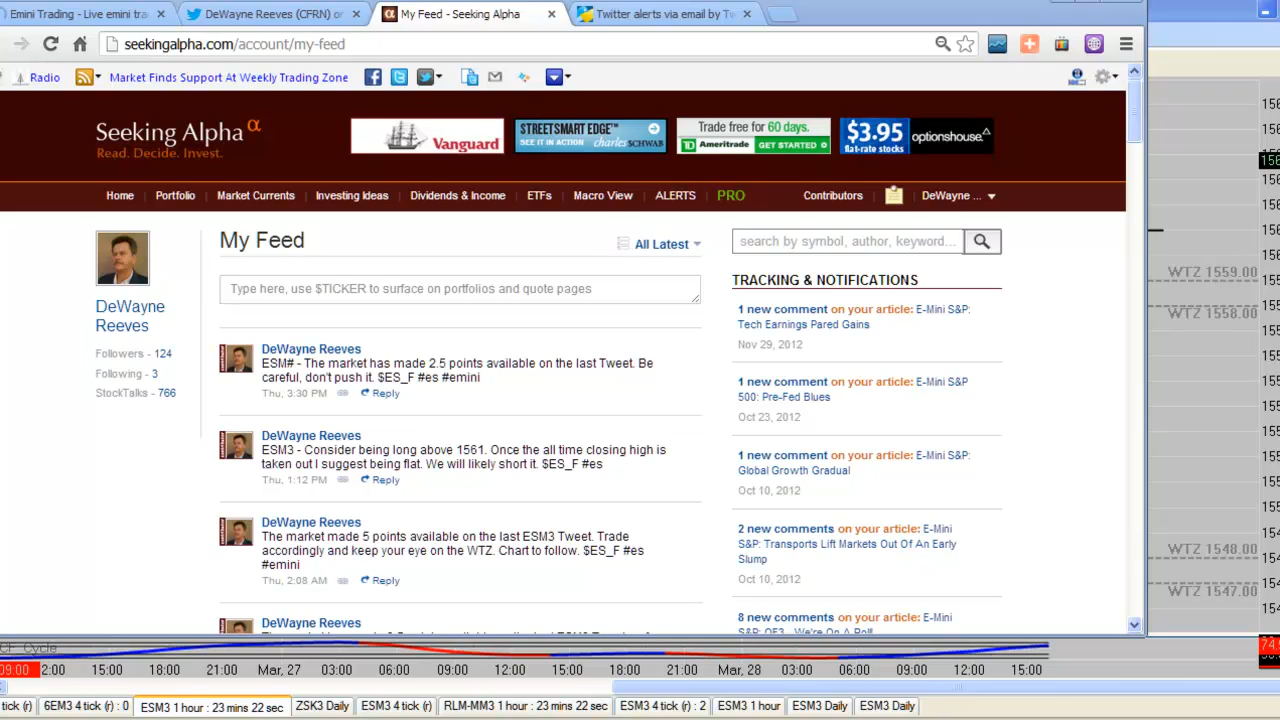 Emini Trading - Live emini tra
DeWayne Reeves (CFRN) on
My Feed - Seeking Alpha
Twitter alerts via email by Tw
seekingalpha.com/account/my-feed
Radio
Market Finds Support At Weekly Trading Zone
Seeking Alpha α
Read. Decide. Invest.
Vanguard
STREETSMART EDGE™
SEE IT IN ACTION charles SCHWAB
Trade free for 60 days.
TD Ameritrade GET STARTED
$3.95 optionshouse
flat-rate stocks
Home Portfolio Market Currents Investing Ideas Dividends & Income ETFs Macro View ALERTS PRO Contributors DeWayne ...
My Feed
All Latest
search by symbol, author, keyword...
Type here, use $TICKER to surface on portfolios and quote pages
DeWayne
Reeves
Followers - 124
Following - 3
StockTalks - 766
DeWayne Reeves
ESM# - The market has made 2.5 points available on the last Tweet. Be
careful, don't push it. $ES_F #es #emini
Thu, 3:30 PM Reply
DeWayne Reeves
ESM3 - Consider being long above 1561. Once the all time closing high is
taken out I suggest being flat. We will likely short it. $ES_F #es
Thu, 1:12 PM Reply
DeWayne Reeves
The market made 5 points available on the last ESM3 Tweet. Trade
accordingly and keep your eye on the WTZ. Chart to follow. $ES_F #es
#emini
Thu, 2:08 AM Reply
DeWayne Reeves
TRACKING & NOTIFICATIONS
1 new comment on your article: E-Mini S&P:
Tech Earnings Pared Gains
Nov 29, 2012
1 new comment on your article: E-Mini S&P
500: Pre-Fed Blues
Oct 23, 2012
1 new comment on your article: E-Mini S&P:
Global Growth Gradual
Oct 10, 2012
2 new comments on your article: E-Mini
S&P: Transports Lift Markets Out Of An Early
Slump
Oct 10, 2012
8 new comments on your article: E-Mini
S&P: QE3 - We're On A Roll
WTZ 1559.00
WTZ 1558.00
WTZ 1548.00
WTZ 1547.00
CF Cycle
09:00 2:00 15:00 18:00 21:00 Mar, 27 03:00 06:00 09:00 12:00 15:00 18:00 21:00 Mar, 28 03:00 06:00 09:00 12:00 15:00
tick (r) 6EM3 4 tick (r) : 0 ESM3 1 hour : 23 mins 22 sec ZSK3 Daily ESM3 4 tick (r) RLM-MM3 1 hour : 23 mins 22 sec ESM3 4 tick (r) : 2 ESM3 1 hour ESM3 Daily ESM3 Daily